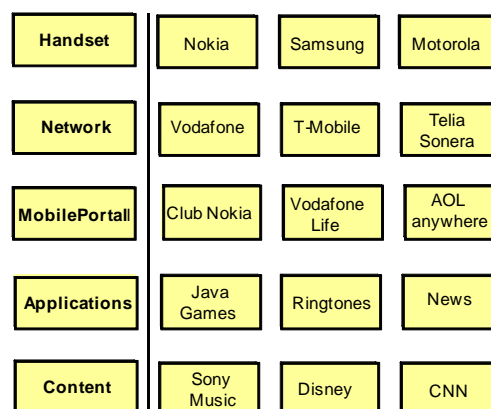 Handset
Nokia
Samsung
Motorola
Network
Vodafone
T-Mobile
Telia
Sonera
MobilePortall
Club Nokia
Vodafone
Life
AOL
anywhere
Applications
Java
Games
Ringtones
News
Content
Sony
Music
Disney
CNN